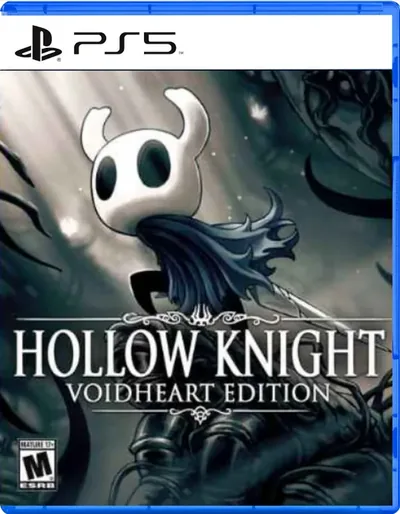 PS5
HOLLOW KNIGHT
VOIDHEART EDITION
MATURE 17+
M
ESRB